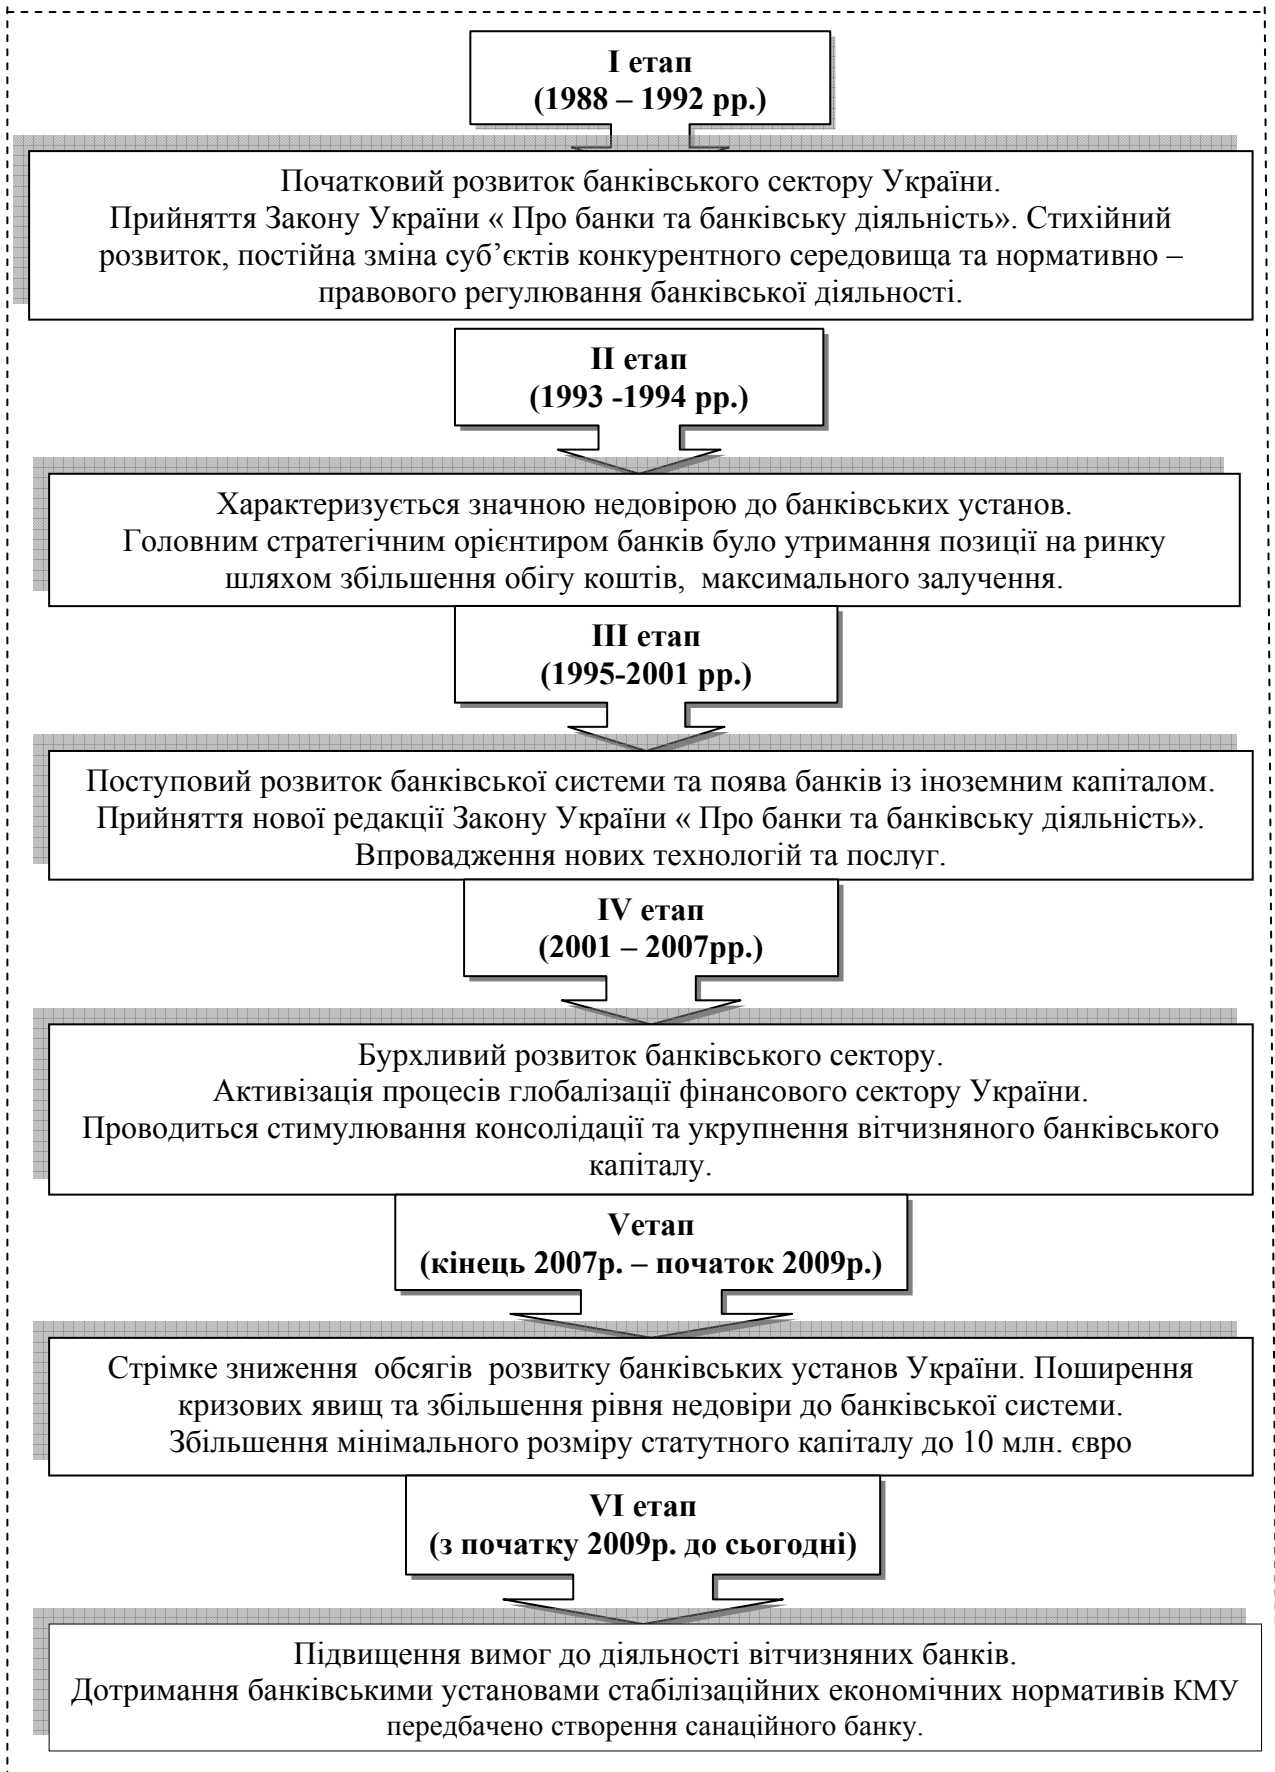 I етап
(1988 – 1992 рр.)
Початковий розвиток банківського сектору України.
Прийняття Закону України « Про банки та банківську діяльність». Стихійний
розвиток, постійна зміна суб’єктів конкурентного середовища та нормативно –
правового регулювання банківської діяльності.
II етап
(1993 -1994 рр.)
Характеризується значною недовірою до банківських установ.
Головним стратегічним орієнтиром банків було утримання позиції на ринку
шляхом збільшення обігу коштів, максимального залучення.
III етап
(1995-2001 рр.)
Поступовий розвиток банківської системи та поява банків із іноземним капіталом.
Прийняття нової редакції Закону України « Про банки та банківську діяльність».
Впровадження нових технологій та послуг.
IV етап
(2001 – 2007рр.)
Бурхливий розвиток банківського сектору.
Активізація процесів глобалізації фінансового сектору України.
Проводиться стимулювання консолідації та укрупнення вітчизняного банківського
капіталу.
Vетап
(кінець 2007р. – початок 2009р.)
Стрімке зниження обсягів розвитку банківських установ України. Поширення
кризових явищ та збільшення рівня недовіри до банківської системи.
Збільшення мінімального розміру статутного капіталу до 10 млн. євро
VI етап
(з початку 2009р. до сьогодні)
Підвищення вимог до діяльності вітчизняних банків.
Дотримання банківськими установами стабілізаційних економічних нормативів КМУ
передбачено створення санаційного банку.